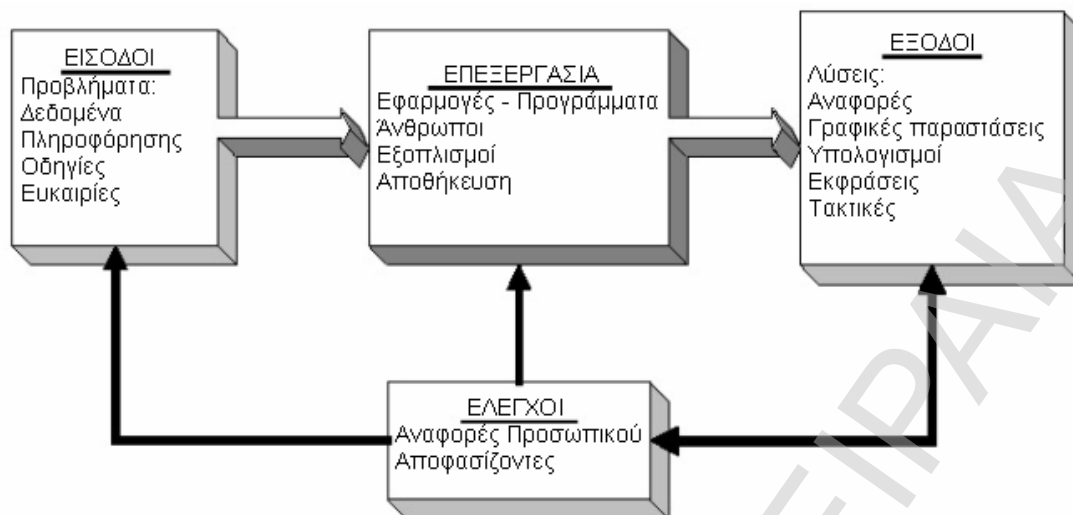 ΕΙΣΟΔΟΙ
Προβλήματα:
Δεδομένα
Πληροφόρησης
Οδηγίες
Ευκαιρίες
ΕΠΕΞΕΡΓΑΣΙΑ
Εφαρμογές - Προγράμματα
Άνθρωποι
Εξοπλισμοί
Αποθήκευση
ΕΞΟΔΟΙ
Λύσεις:
Αναφορές
Γραφικές παραστάσεις
Υπολογισμοί
Εκφράσεις
Τακτικές
ΕΛΕΓΧΟΙ
Αναφορές Προσωπικού
Αποφασίζοντες